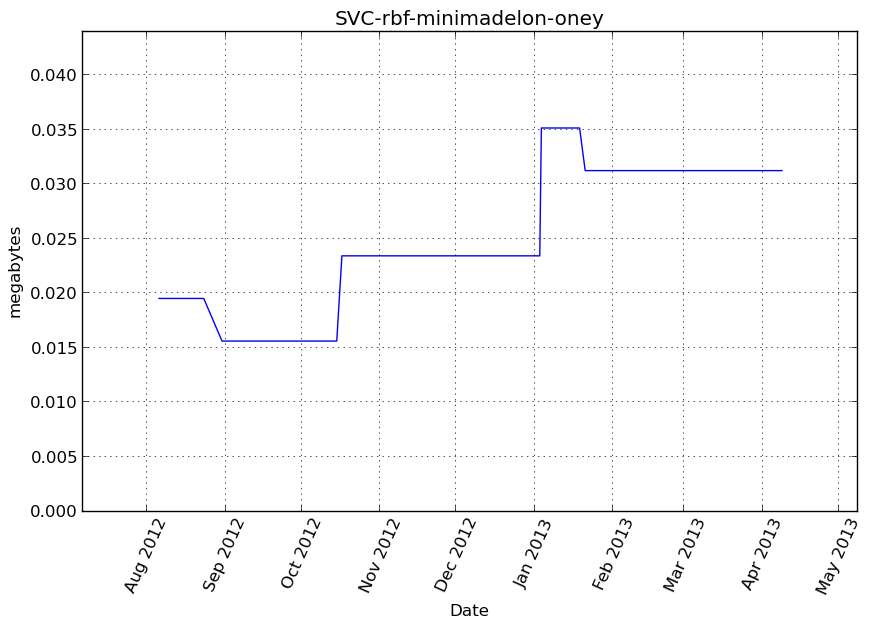 SVC-rbf-minimadelon-oney
0.040
0.035
0.030
0.025
0.020
0.015
0.010
0.005
0.000
megabytes
Aug 2012
Sep 2012
Oct 2012
Nov 2012
Dec 2012
Jan 2013
Feb 2013
Mar 2013
Apr 2013
May 2013
Date